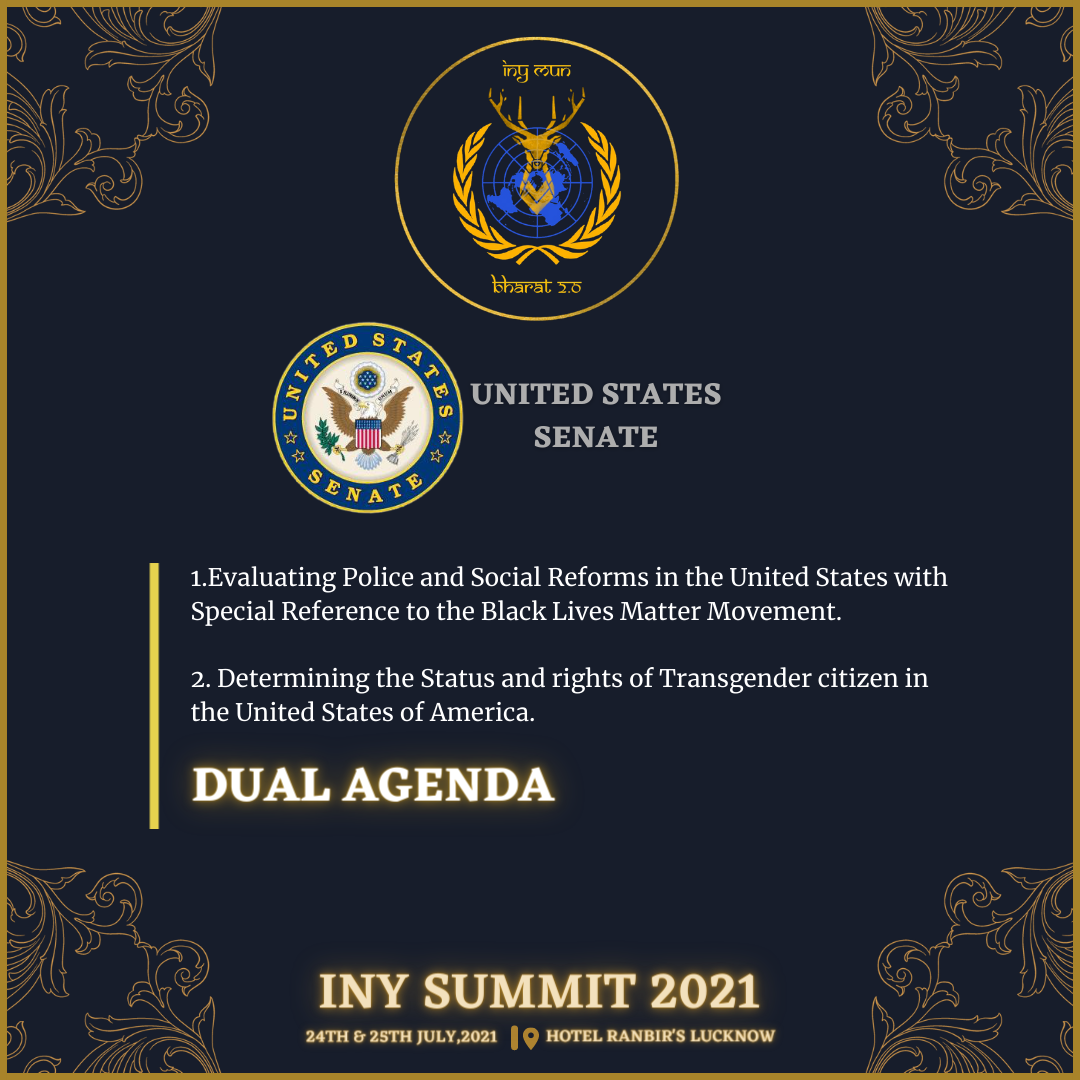 iny mun
bharat 2.0
UNITED STATES
SENATE
UNITED STATES
SENATE
1.Evaluating Police and Social Reforms in the United States with
Special Reference to the Black Lives Matter Movement.
2. Determining the Status and rights of Transgender citizen in
the United States of America.
DUAL AGENDA
INY SUMMIT 2021
24TH & 25TH JULY,2021 HOTEL RANBIR'S LUCKNOW